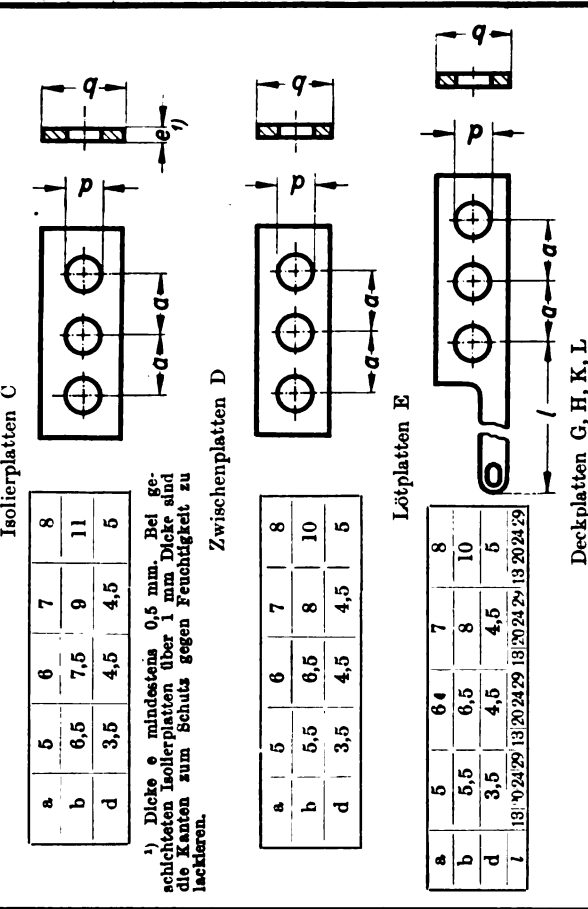 Isolierplatten C
a 5 6 7 8
b 6,5 7,5 9 11
d 3,5 4,5 4,5 5
¹) Dicke e mindestens 0,5 mm. Bei ge-
schichteten Isolierplatten über 1 mm Dicke sind
die Kanten zum Schutz gegen Feuchtigkeit zu
lackieren.
a a
d
b
e¹)
Zwischenplatten D
a 5 6 7 8
b 5,5 6,5 8 10
d 3,5 4,5 4,5 5
a a
d
b
Lötplatten E
a 5 6 7 8
b 5,5 6,5 8 10
d 3,5 4,5 4,5 5
l 13 20 24 29 13 20 24 29 13 20 24 29 13 20 24 29
l a a
d
b
Deckplatten G, H, K, L